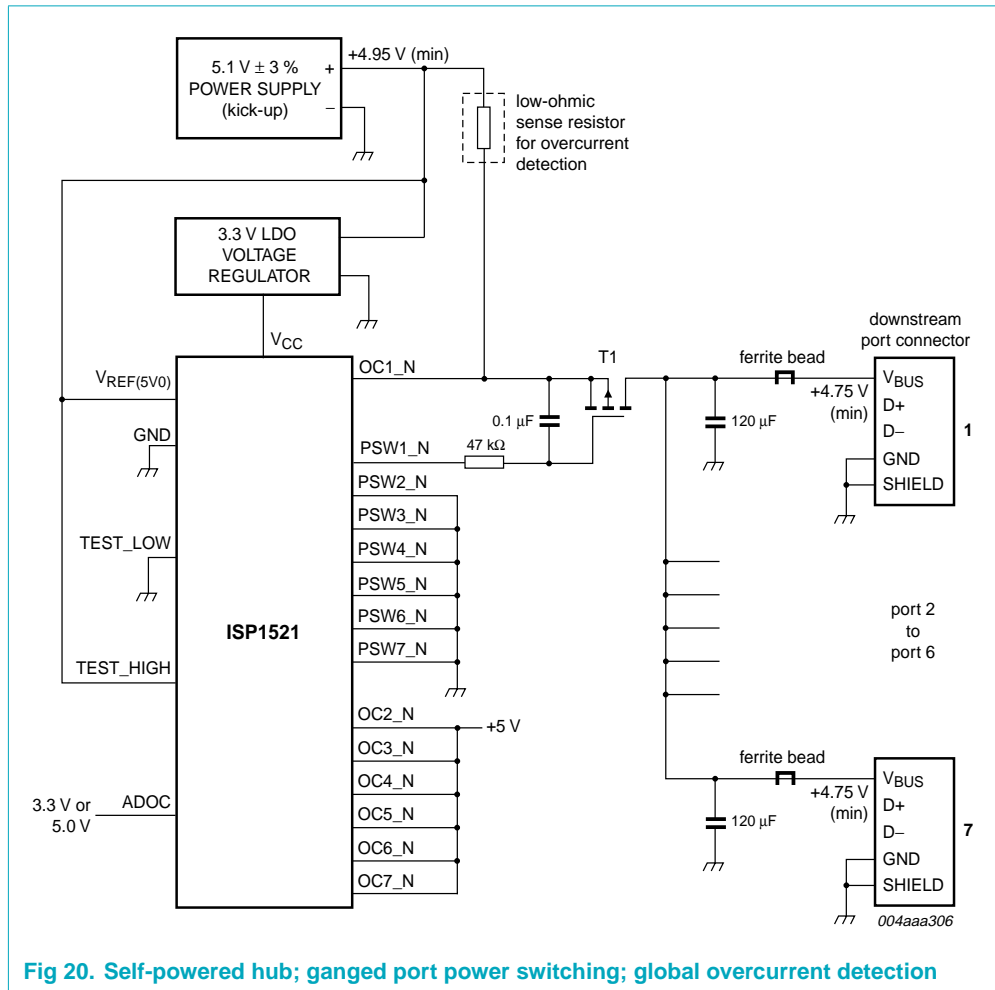 5.1 V ± 3 %
POWER SUPPLY
(kick-up)
+
−
+4.95 V (min)
low-ohmic
sense resistor
for overcurrent
detection
3.3 V LDO
VOLTAGE
REGULATOR
VCC
VREF(5V0)
GND
TEST_LOW
TEST_HIGH
3.3 V or
5.0 V
ADOC
ISP1521
OC1_N
PSW1_N
PSW2_N
PSW3_N
PSW4_N
PSW5_N
PSW6_N
PSW7_N
OC2_N
OC3_N
OC4_N
OC5_N
OC6_N
OC7_N
+5 V
47 kΩ
0.1 μF
T1
120 μF
ferrite bead
+4.75 V
(min)
downstream
port connector
VBUS
D+
D−
GND
SHIELD
1
port 2
to
port 6
ferrite bead
+4.75 V
(min)
120 μF
VBUS
D+
D−
GND
SHIELD
7
004aaa306
Fig 20. Self-powered hub; ganged port power switching; global overcurrent detection